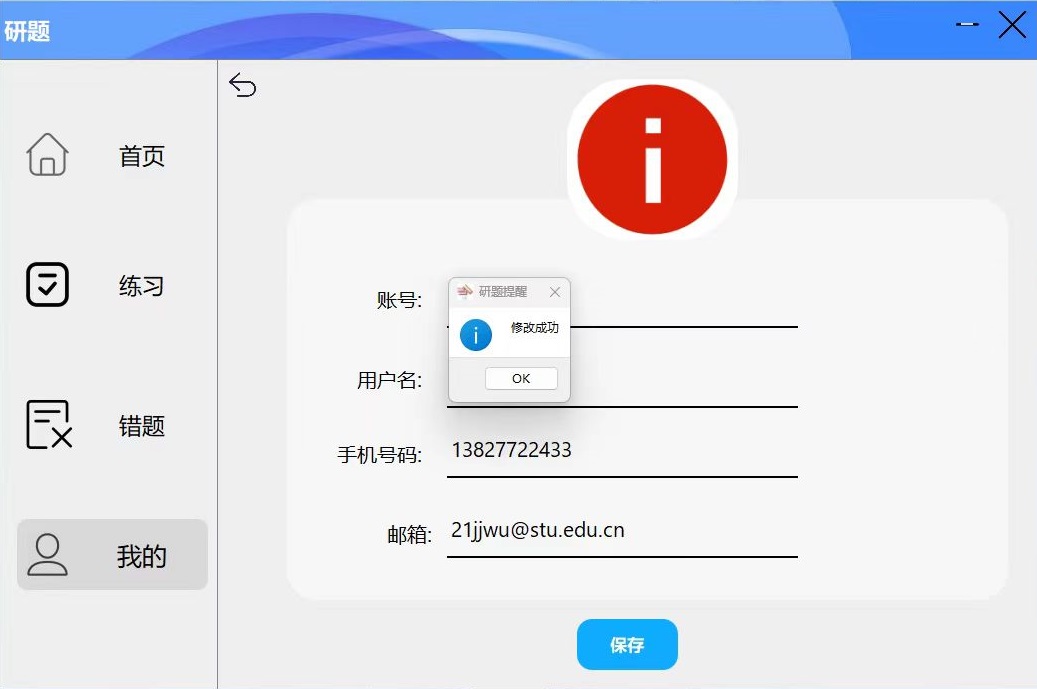 研题
首页
练习
错题
我的
账号:
研题提醒
修改成功
OK
用户名:
手机号码: 13827722433
邮箱: 21jjwu@stu.edu.cn
保存